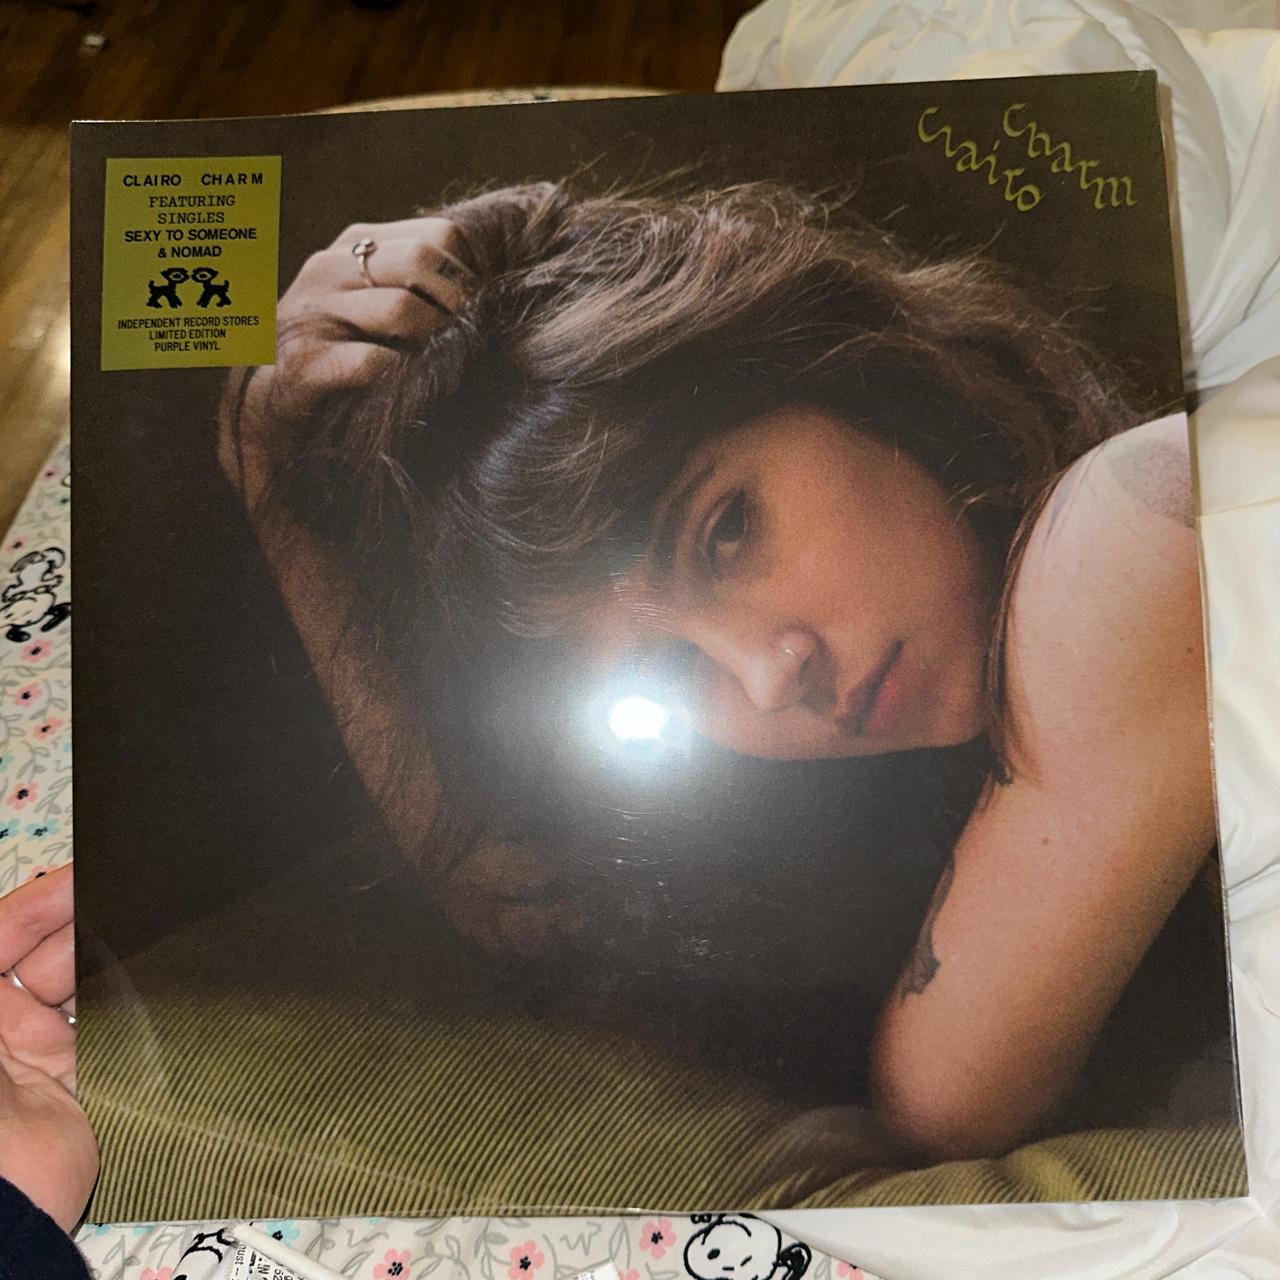 CLAIRO CHARM
FEATURING
SINGLES
SEXY TO SOMEONE
& NOMAD
INDEPENDENT RECORD STORES
LIMITED EDITION
PURPLE VINYL
Clairo
Charm